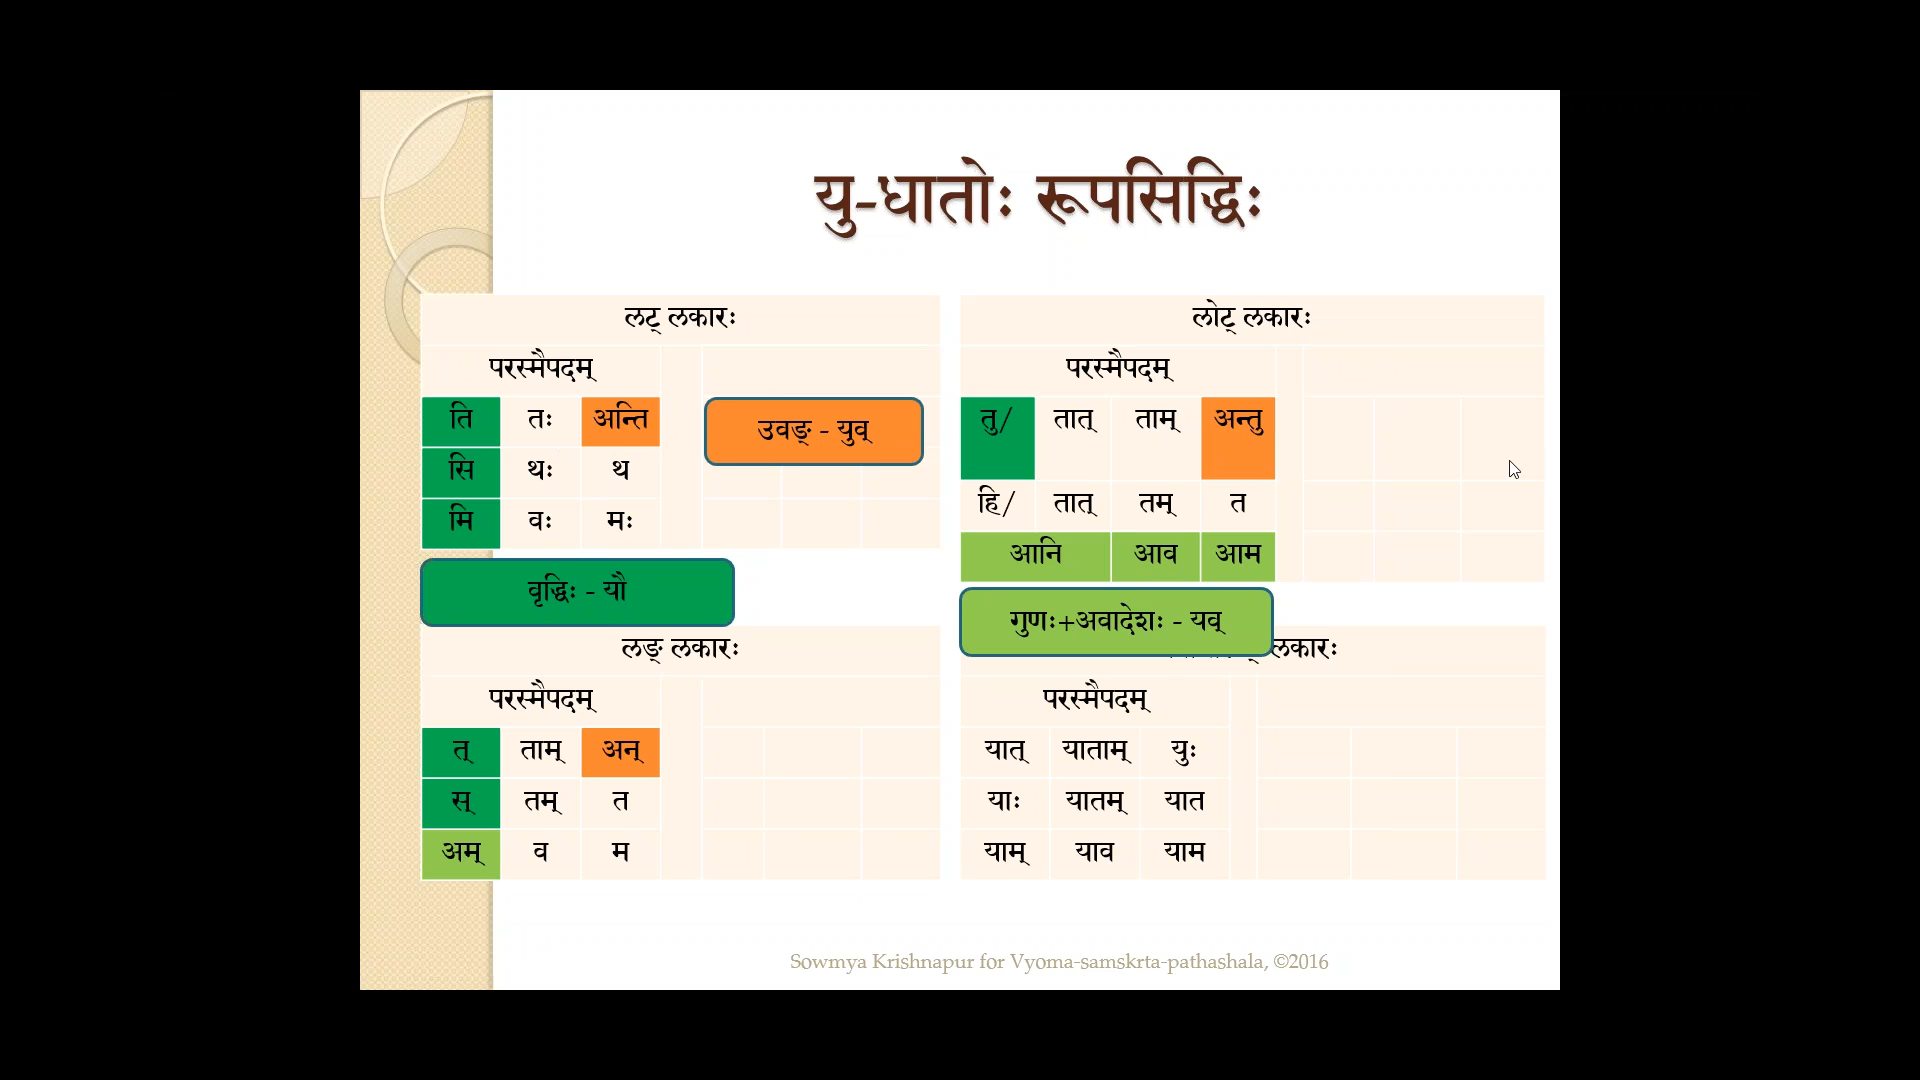 यु-धातोः रूपसिद्धिः
लट् लकारः
परस्मैपदम्
ति तः अन्ति
सि थः थ
मि वः मः
उवङ् - युव्
वृद्धिः - यौ
लोट् लकारः
परस्मैपदम्
तु/ तात् ताम् अन्तु
हि/ तात् तम् त
आनि आव आम
गुणः+अवादेशः - यव्
लङ् लकारः
परस्मैपदम्
त् ताम् अन्
स् तम् त
अम् व म
लकारः
परस्मैपदम्
यात् याताम् युः
याः यातम् यात
याम् याव याम
Sowmya Krishnapur for Vyoma-samskrta-pathashala, ©2016